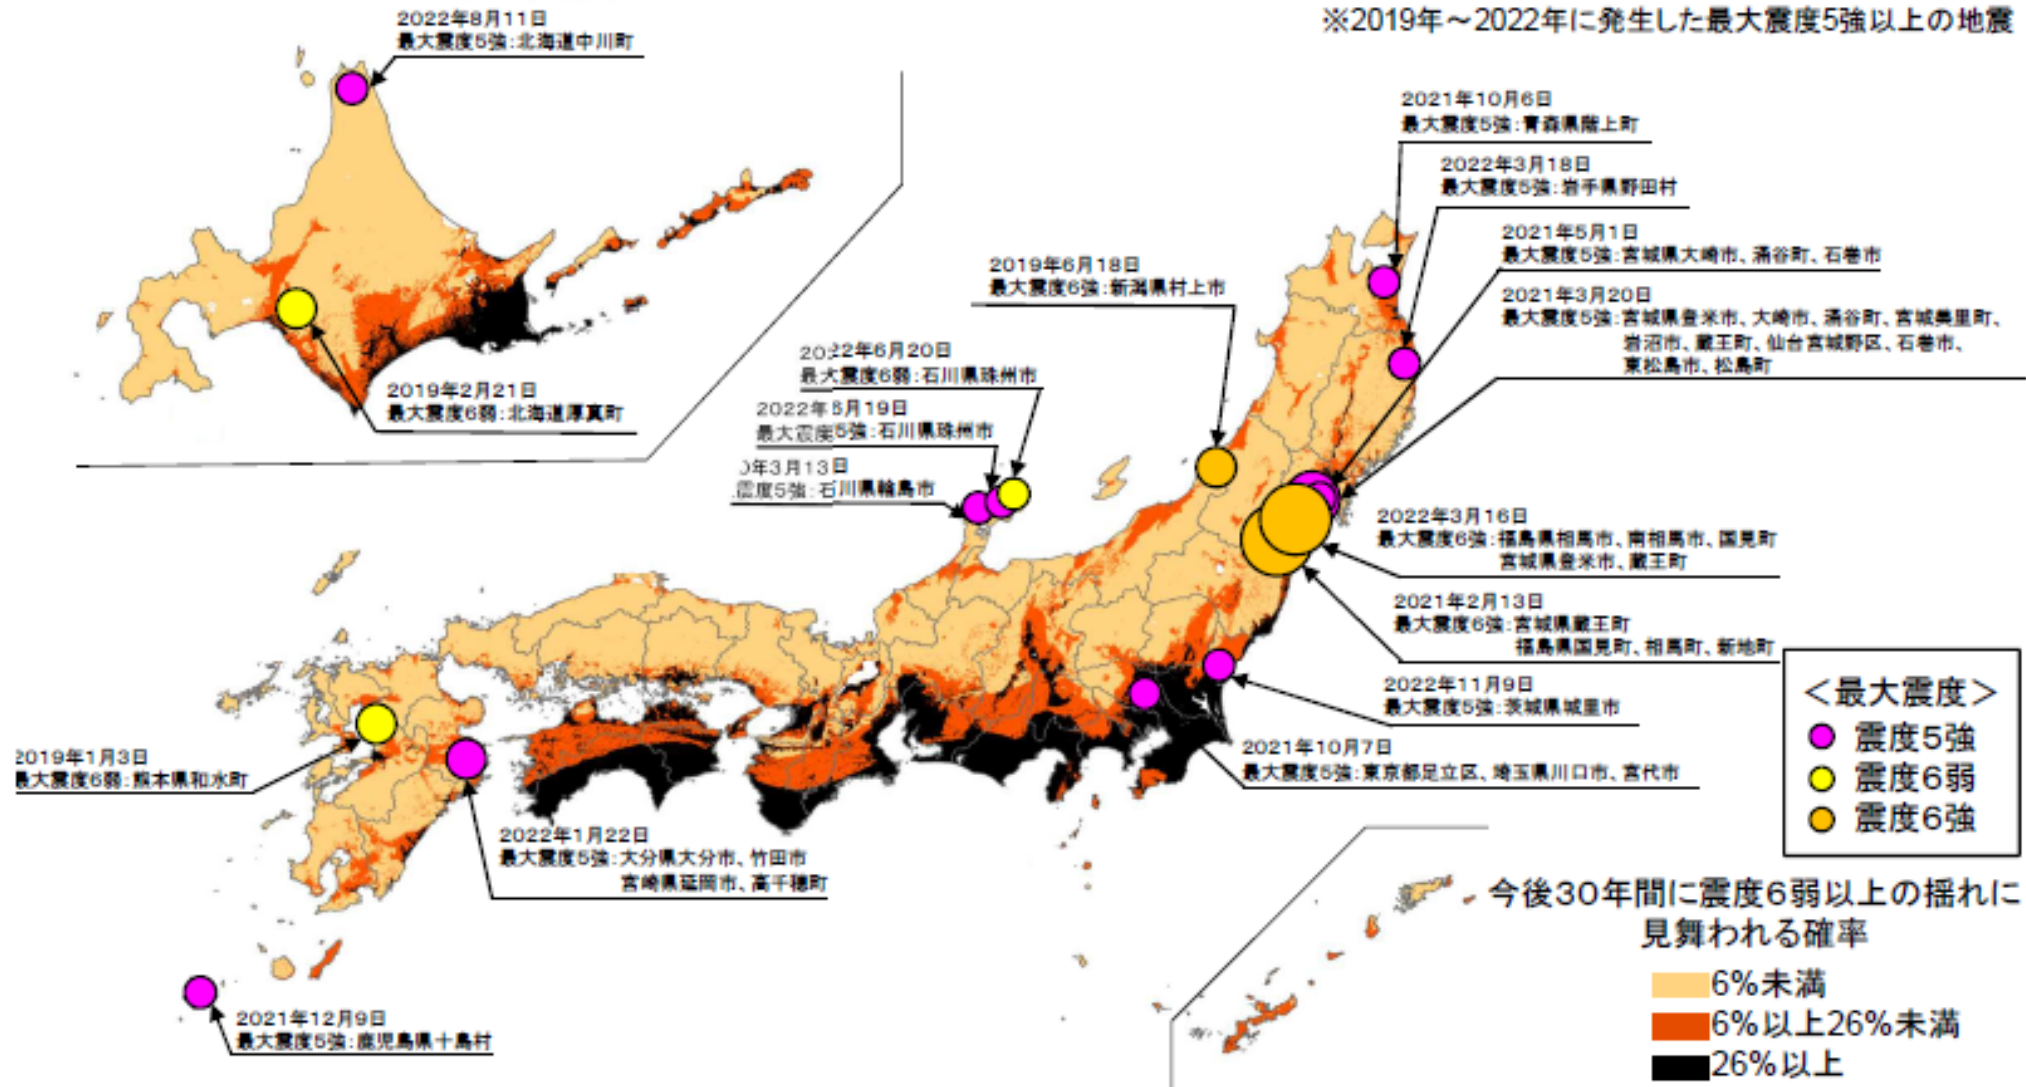 ※2019年～2022年に発生した最大震度5強以上の地震
2022年8月11日
最大震度5強：北海道中川町
2021年10月6日
最大震度5強：青森県階上町
2022年3月18日
最大震度5強：岩手県野田村
2021年5月1日
最大震度5強：宮城県大崎市、涌谷町、石巻市
2021年3月20日
最大震度5強：宮城県登米市、大崎市、涌谷町、宮城美里町、
岩沼市、蔵王町、仙台宮城野区、石巻市、
東松島市、松島町
2019年6月18日
最大震度6強：新潟県村上市
2022年6月20日
最大震度6弱：石川県珠州市
2022年6月19日
最大震度5強：石川県珠州市
0年3月13日
震度5強：石川県輪島市
2019年2月21日
最大震度6弱：北海道厚真町
2022年3月16日
最大震度6強：福島県相馬市、南相馬市、国見町
宮城県登米市、蔵王町
2021年2月13日
最大震度6強：宮城県蔵王町
福島県国見町、相馬町、新地町
2022年11月9日
最大震度5強：茨城県城里市
2021年10月7日
最大震度5強：東京都足立区、埼玉県川口市、宮代市
2019年1月3日
最大震度6弱：熊本県和水町
2022年1月22日
最大震度5強：大分県大分市、竹田市
宮崎県延岡市、高千穂町
2021年12月9日
最大震度5強：鹿児島県十島村
＜最大震度＞
震度5強
震度6弱
震度6強
今後30年間に震度6弱以上の揺れに
見舞われる確率
6%未満
6%以上26%未満
26%以上